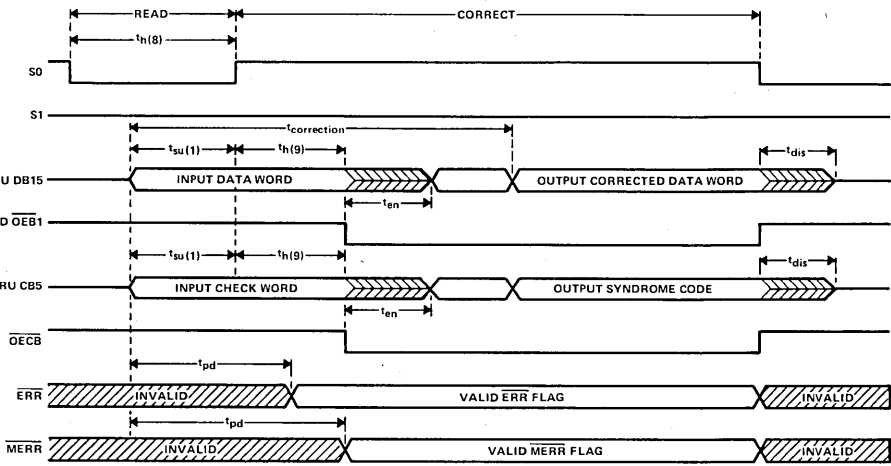 READ
CORRECT
th(8)
S0
S1
tcorrection
tsu(1)
th(9)
tdis
U DB15
INPUT DATA WORD
OUTPUT CORRECTED DATA WORD
ten
D OEB1
tsu(1)
th(9)
tdis
RU CB5
INPUT CHECK WORD
OUTPUT SYNDROME CODE
ten
OECB
tpd
ERR
INVALID
VALID ERR FLAG
INVALID
tpd
MERR
INVALID
VALID MERR FLAG
INVALID